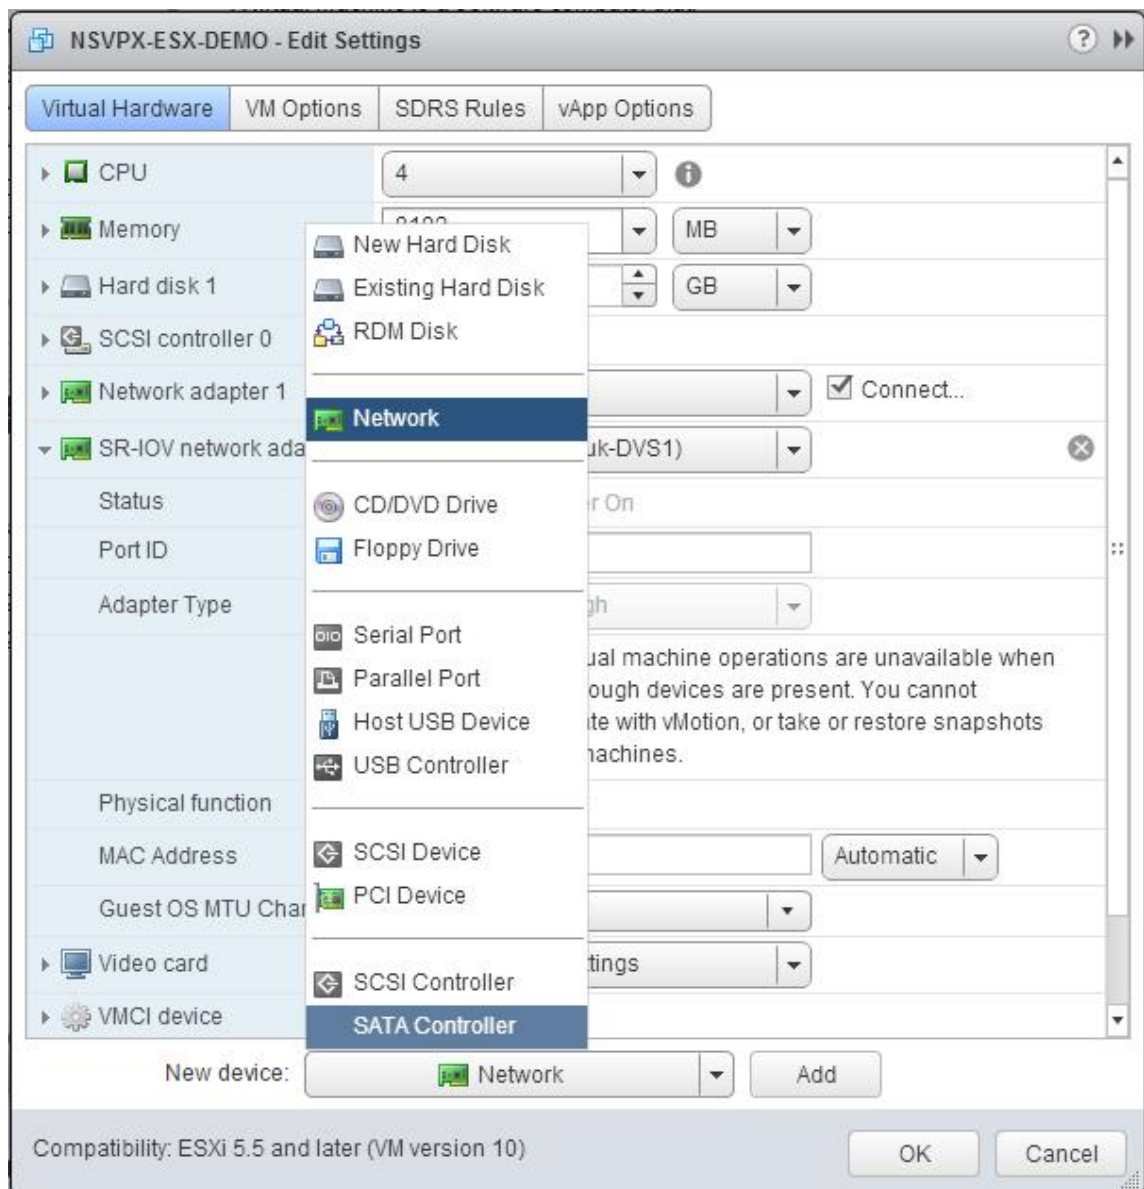 NSVPX-ESX-DEMO - Edit Settings
Virtual Hardware VM Options SDRS Rules vApp Options
CPU 4
Memory MB
Hard disk 1 GB
SCSI controller 0
Network adapter 1 Connect...
SR-IOV network ada uk-DVS1)
Status r On
Port ID
Adapter Type gh
ual machine operations are unavailable when
ough devices are present. You cannot
te with vMotion, or take or restore snapshots
machines.
Physical function
MAC Address Automatic
Guest OS MTU Char
Video card ttings
VMCI device
New Hard Disk
Existing Hard Disk
RDM Disk
Network
CD/DVD Drive
Floppy Drive
Serial Port
Parallel Port
Host USB Device
USB Controller
SCSI Device
PCI Device
SCSI Controller
SATA Controller
New device: Network Add
Compatibility: ESXi 5.5 and later (VM version 10) OK Cancel